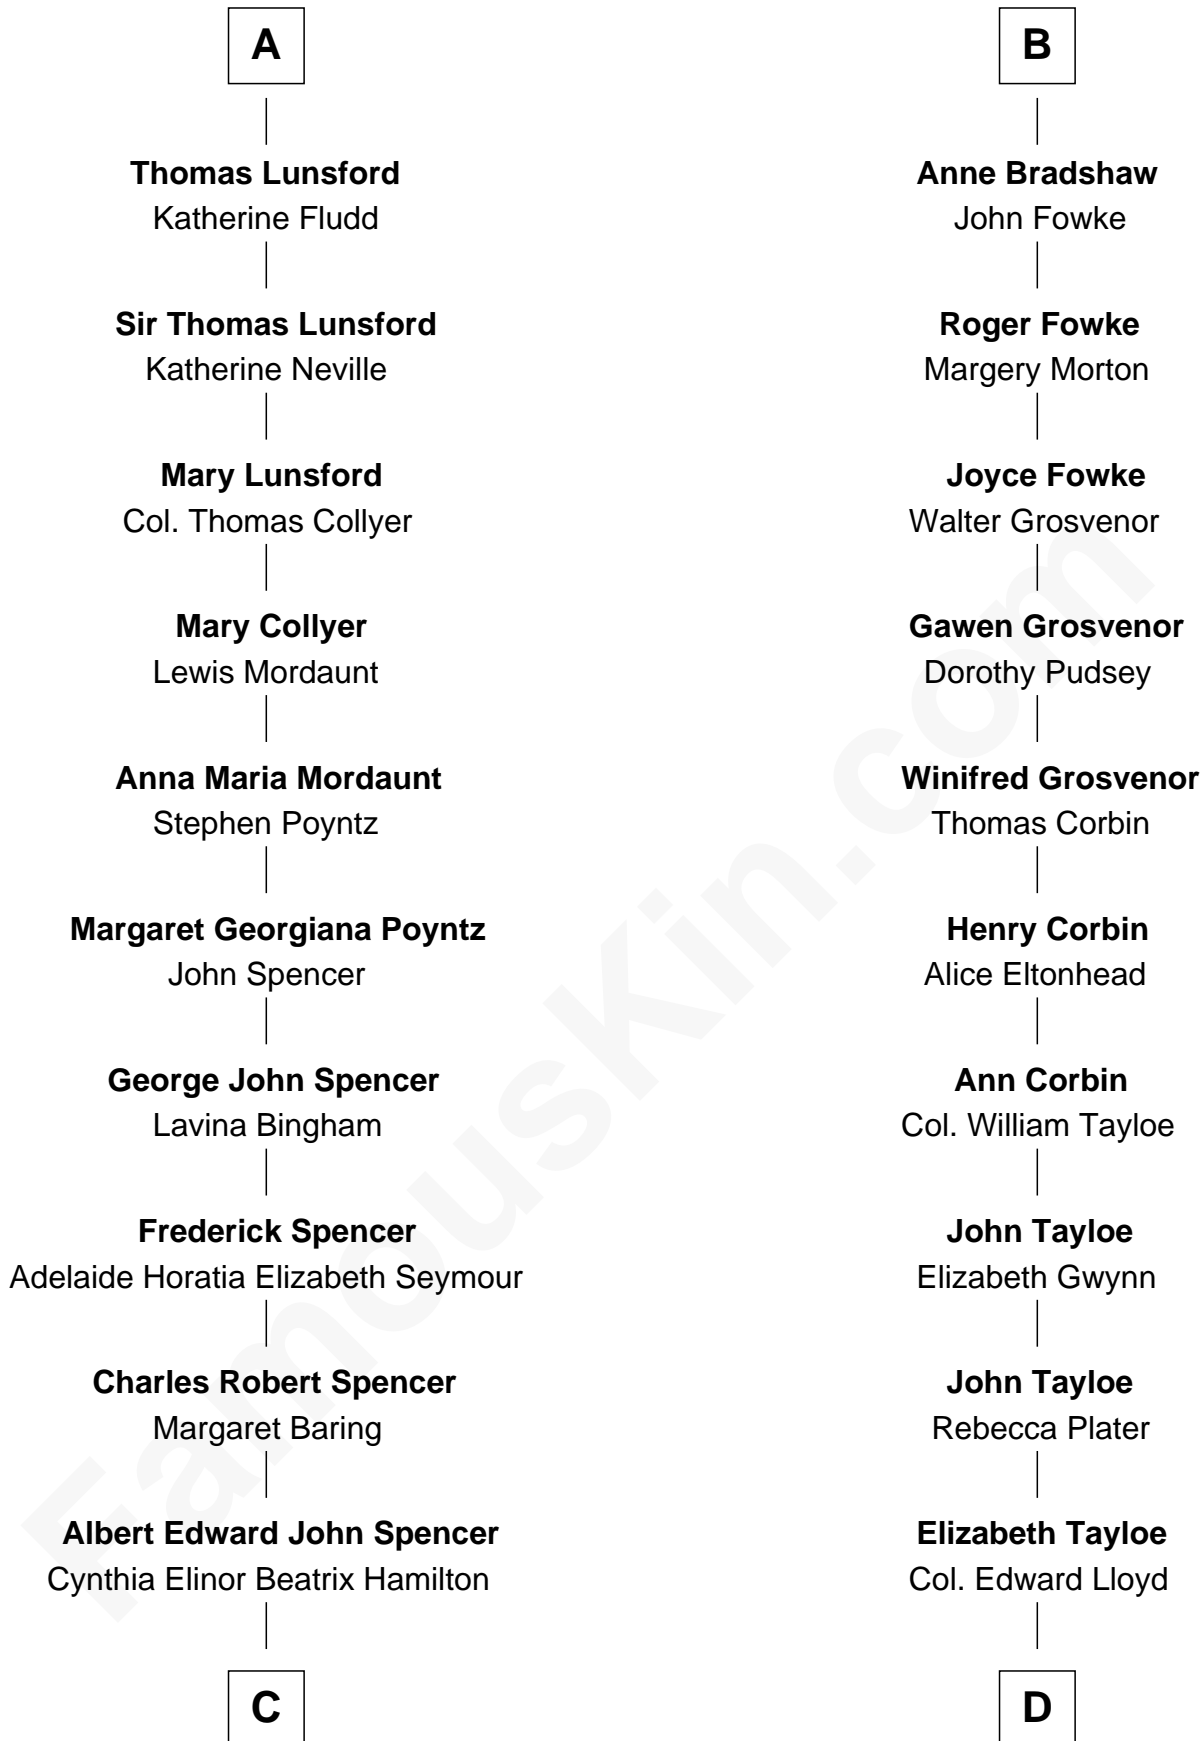 A
Thomas Lunsford
Katherine Fludd
Sir Thomas Lunsford
Katherine Neville
Mary Lunsford
Col. Thomas Collyer
Mary Collyer
Lewis Mordaunt
Anna Maria Mordaunt
Stephen Poyntz
Margaret Georgiana Poyntz
John Spencer
George John Spencer
Lavina Bingham
Frederick Spencer
Adelaide Horatia Elizabeth Seymour
Charles Robert Spencer
Margaret Baring
Albert Edward John Spencer
Cynthia Elinor Beatrix Hamilton
C
B
Anne Bradshaw
John Fowke
Roger Fowke
Margery Morton
Joyce Fowke
Walter Grosvenor
Gawen Grosvenor
Dorothy Pudsey
Winifred Grosvenor
Thomas Corbin
Henry Corbin
Alice Eltonhead
Ann Corbin
Col. William Tayloe
John Tayloe
Elizabeth Gwynn
John Tayloe
Rebecca Plater
Elizabeth Tayloe
Col. Edward Lloyd
D
FamousKin.com